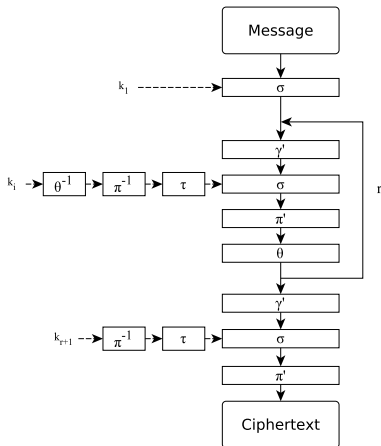 Message
k₁ σ
γ'
kᵢ θ⁻¹ π⁻¹ τ σ r
π'
θ
γ'
kᵣ₊₁ π⁻¹ τ σ
π'
Ciphertext